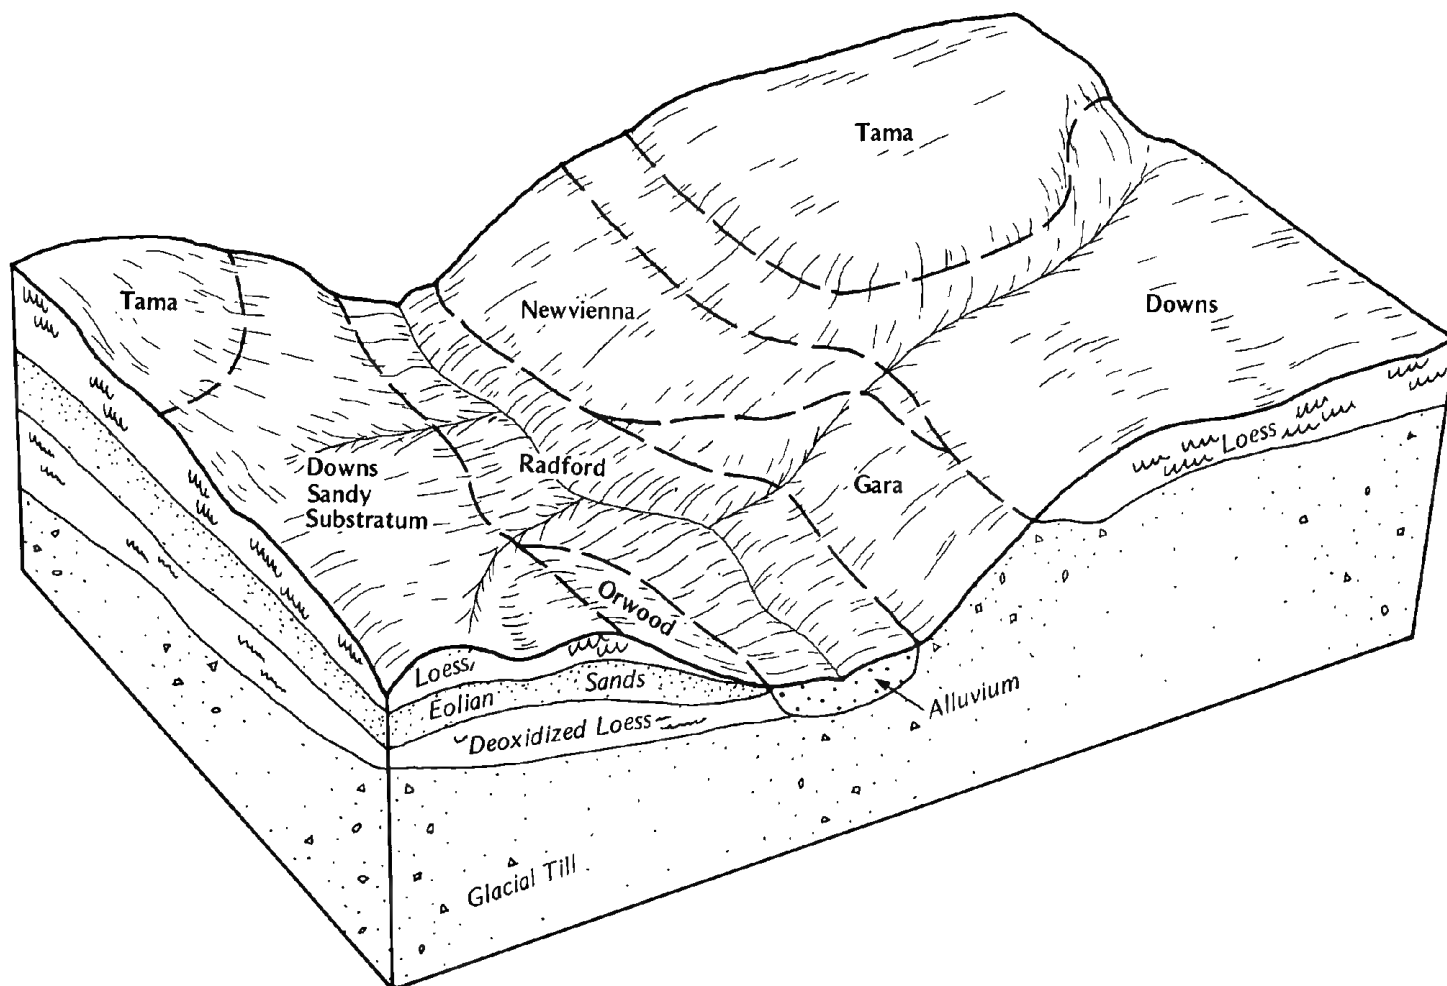 Tama
Tama
Newvienna
Downs
Loess
Downs
Sandy
Substratum
Radford
Gara
Orwood
Loess
Eolian Sands
Deoxidized Loess
Alluvium
Glacial Till